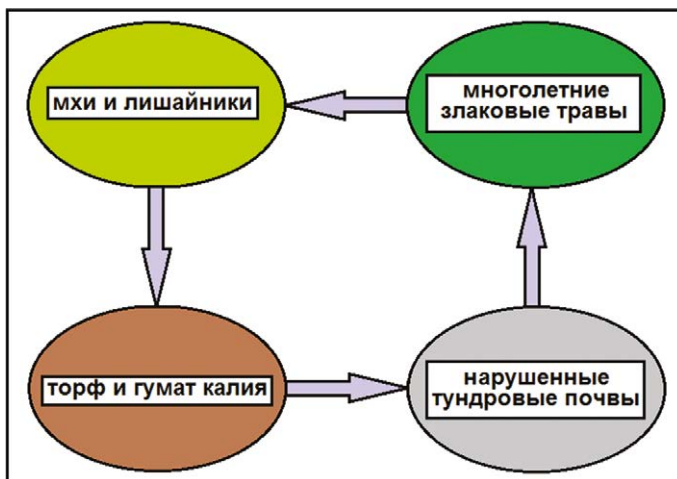 мхи и лишайники
многолетние
злаковые травы
торф и гумат калия
нарушенные
тундровые почвы